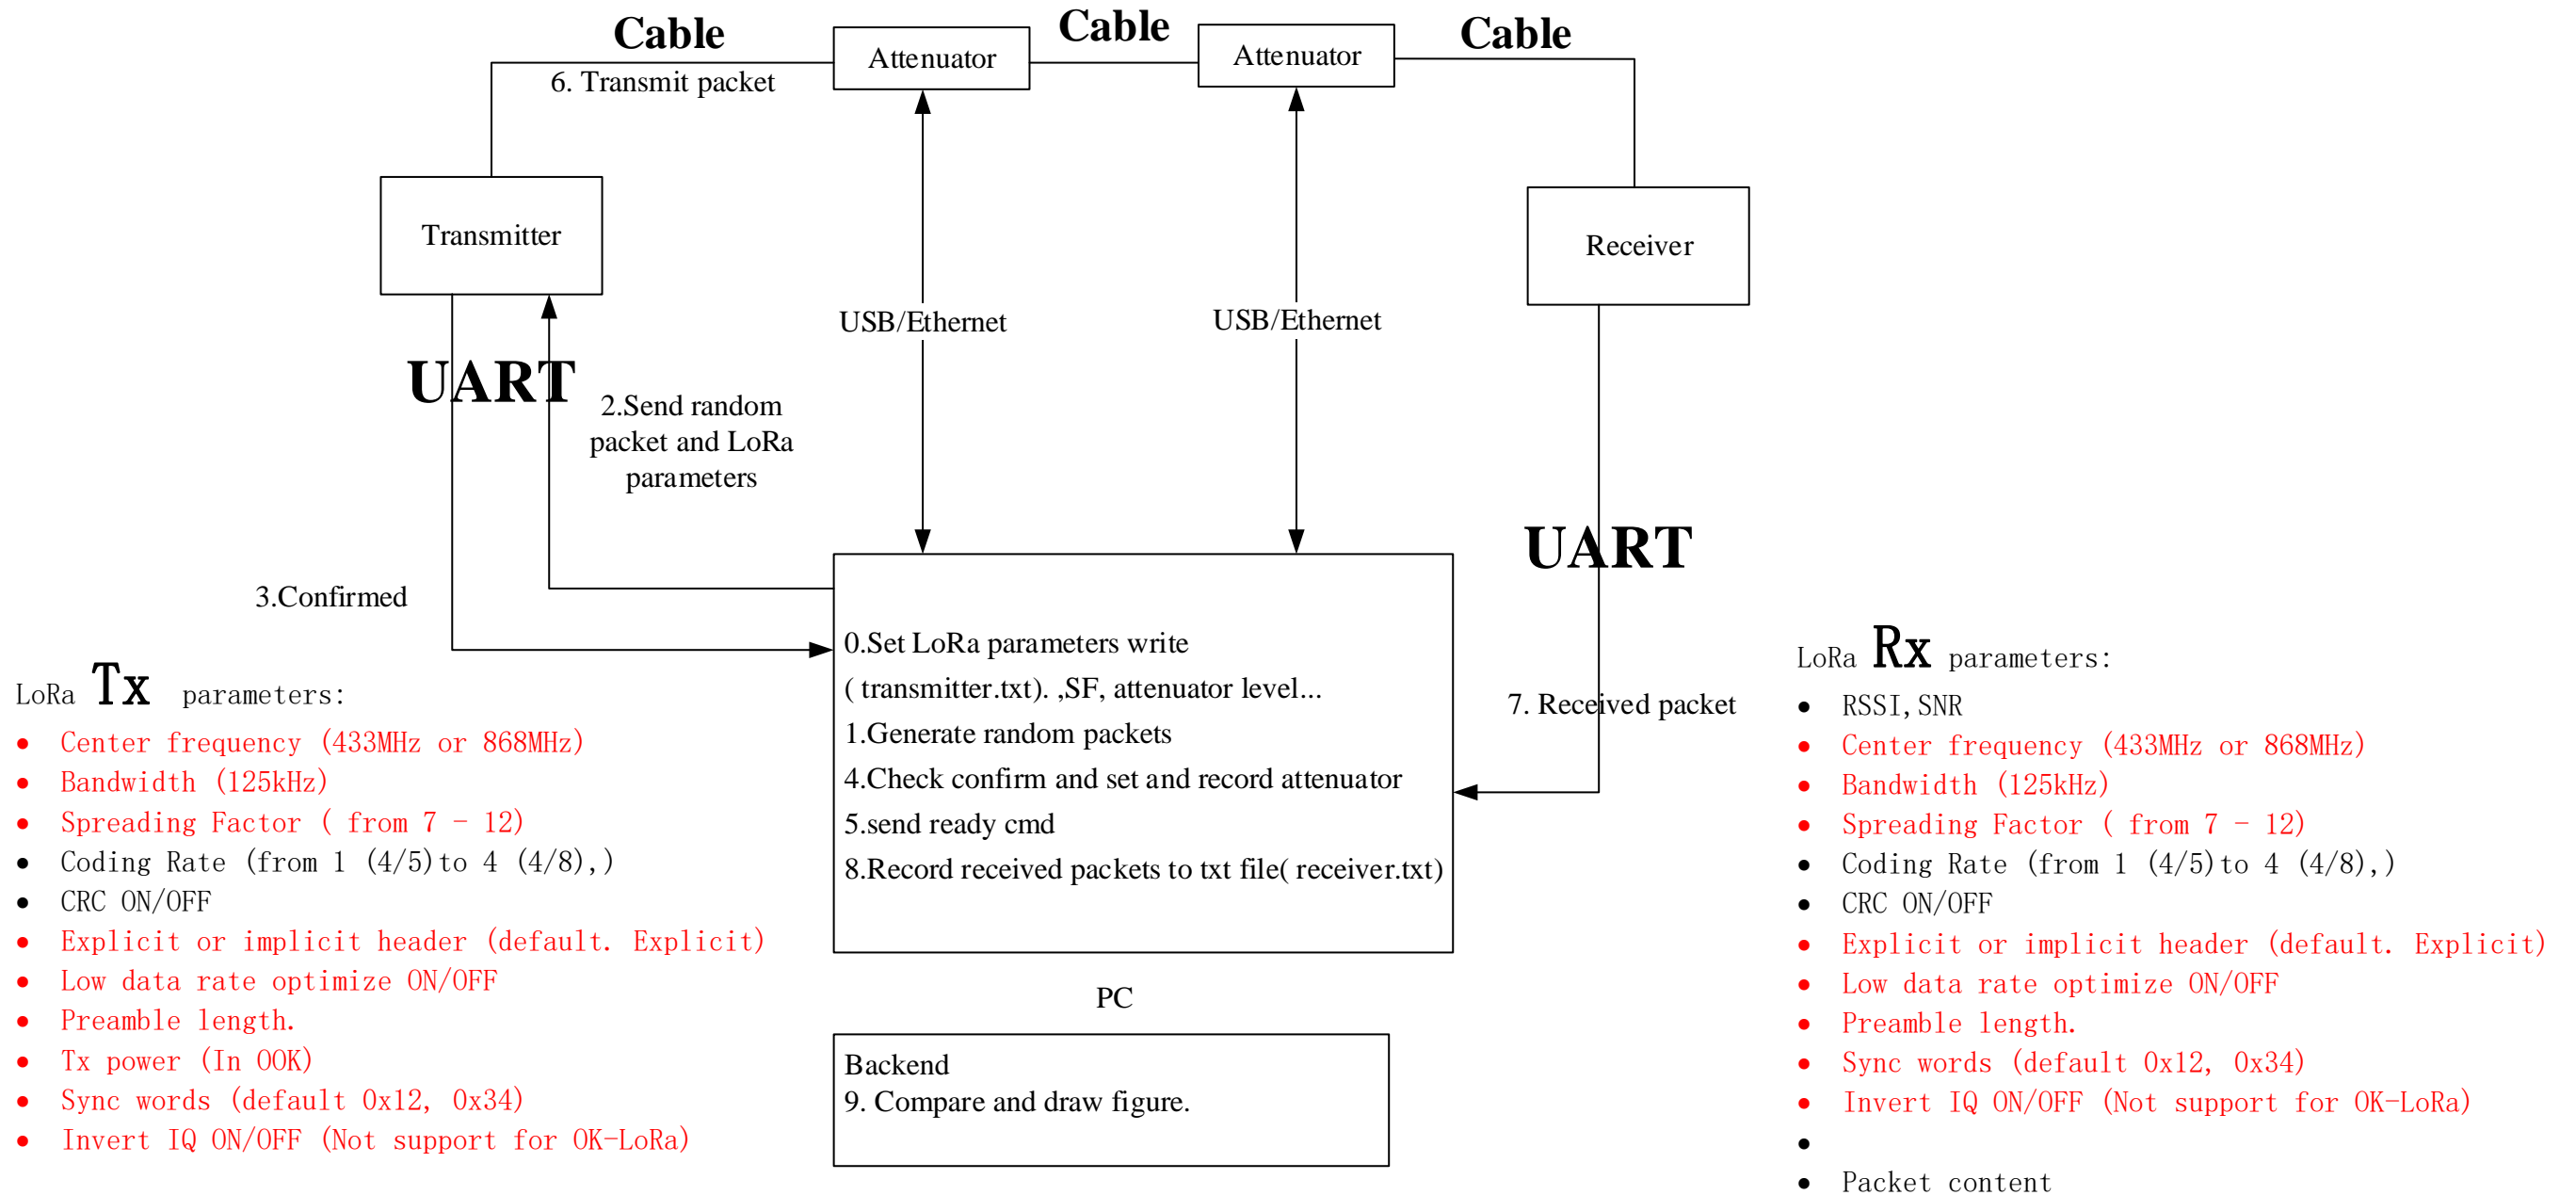 Cable
Cable
Cable
Attenuator
Attenuator
6. Transmit packet
Transmitter
Receiver
USB/Ethernet
USB/Ethernet
UART
2.Send random
packet and LoRa
parameters
UART
3.Confirmed
0.Set LoRa parameters write
( transmitter.txt). ,SF, attenuator level...
1.Generate random packets
4.Check confirm and set and record attenuator
5.send ready cmd
8.Record received packets to txt file( receiver.txt)
7. Received packet
PC
Backend
9. Compare and draw figure.
LoRa Tx parameters:
• Center frequency (433MHz or 868MHz)
• Bandwidth (125kHz)
• Spreading Factor ( from 7 - 12)
• Coding Rate (from 1 (4/5)to 4 (4/8),)
• CRC ON/OFF
• Explicit or implicit header (default. Explicit)
• Low data rate optimize ON/OFF
• Preamble length.
• Tx power (In OOK)
• Sync words (default 0x12, 0x34)
• Invert IQ ON/OFF (Not support for OK-LoRa)
LoRa Rx parameters:
• RSSI,SNR
• Center frequency (433MHz or 868MHz)
• Bandwidth (125kHz)
• Spreading Factor ( from 7 - 12)
• Coding Rate (from 1 (4/5)to 4 (4/8),)
• CRC ON/OFF
• Explicit or implicit header (default. Explicit)
• Low data rate optimize ON/OFF
• Preamble length.
• Sync words (default 0x12, 0x34)
• Invert IQ ON/OFF (Not support for OK-LoRa)
•
• Packet content